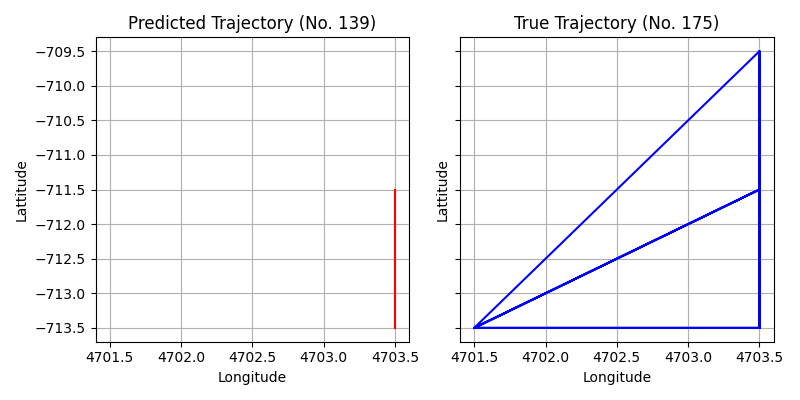 Predicted Trajectory (No. 139)
True Trajectory (No. 175)
Lattitude
−709.5
−710.0
−710.5
−711.0
−711.5
−712.0
−712.5
−713.0
−713.5
4701.5 4702.0 4702.5 4703.0 4703.5
Longitude
Lattitude
4701.5 4702.0 4702.5 4703.0 4703.5
Longitude